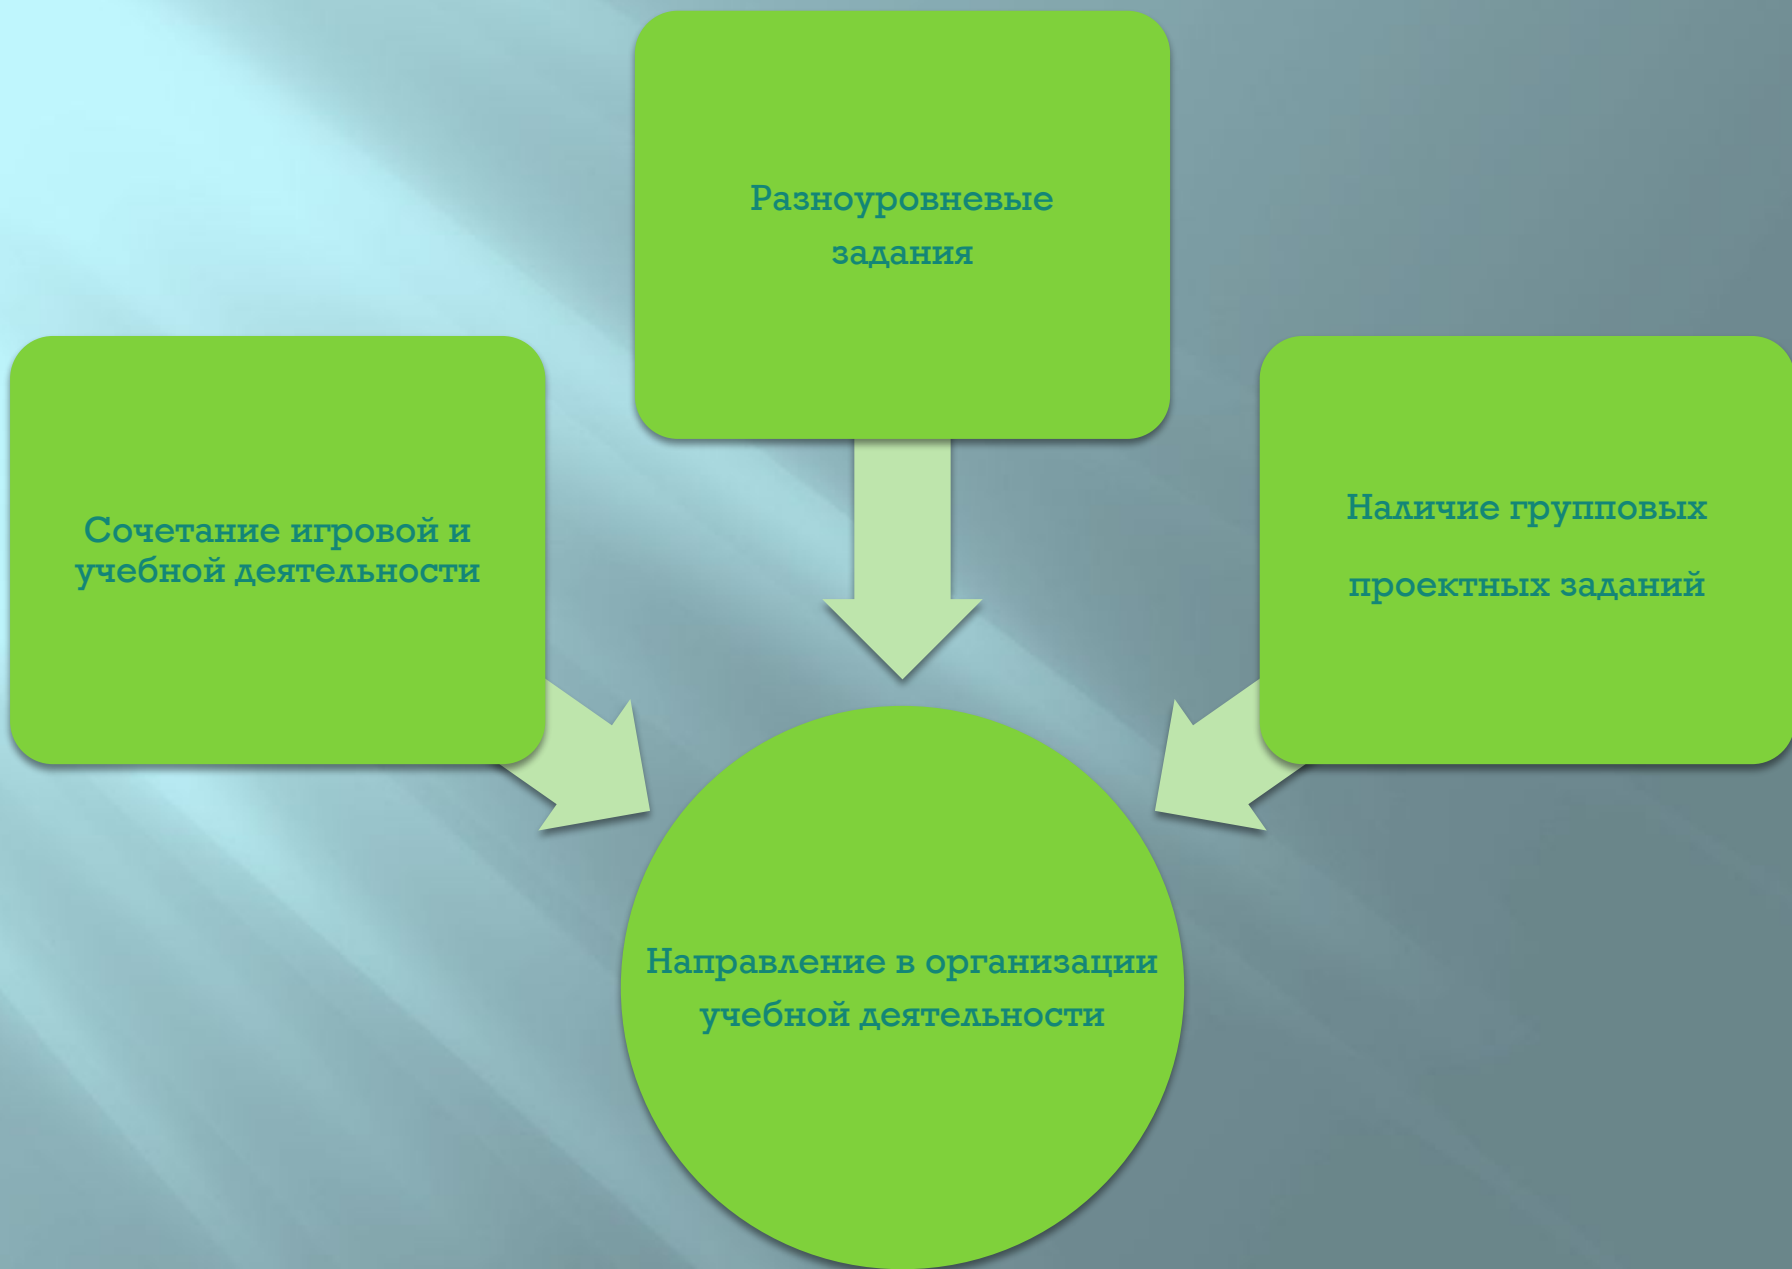 Разноуровневые
задания
Сочетание игровой и
учебной деятельности
Наличие групповых
проектных заданий
Направление в организации
учебной деятельности